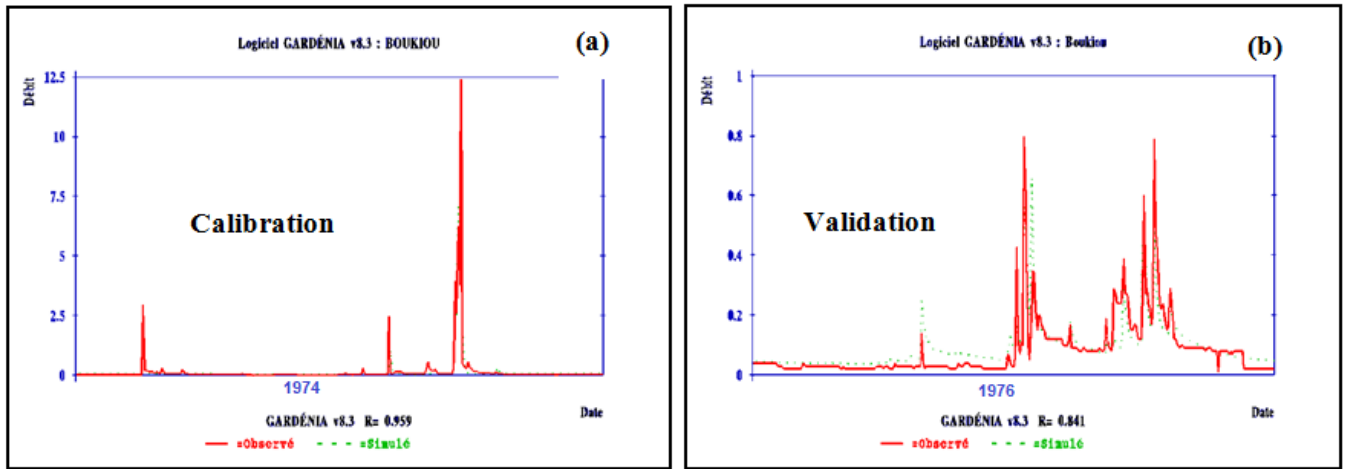 Logiciel GARDÉNIA v8.3 : BOUKIOU
(a)
Débit
12.5
10
7.5
5
2.5
0
Calibration
1974
Date
GARDÉNIA v8.3 R= 0.959
=Observé =Simulé
Logiciel GARDÉNIA v8.3 : Boukiou
(b)
Débit
1
0.8
0.6
0.4
0.2
0
Validation
1976
Date
GARDÉNIA v8.3 R= 0.841
=Observé =Simulé